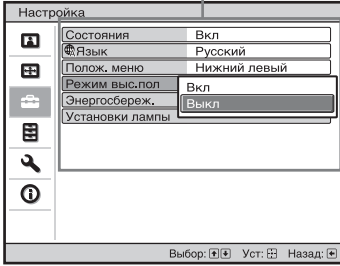 Настройка
Состояния Вкл
Язык Русский
Полож. меню Нижний левый
Режим выс.пол Вкл
Выкл
Энергосбереж.
Установки лампы
Выбор: Уст: Назад: